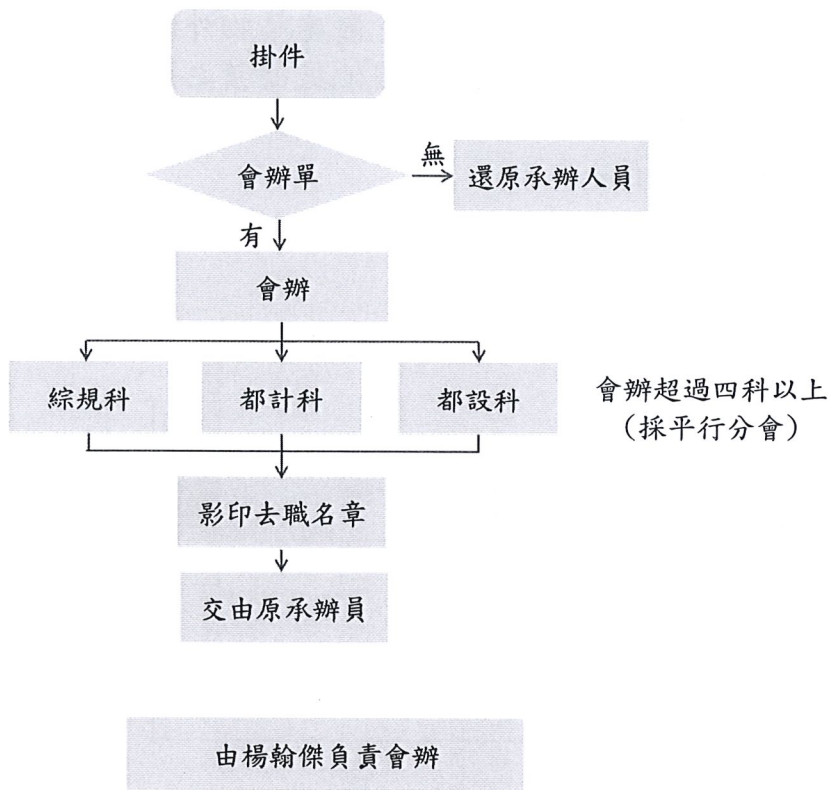 掛件
會辦單
無
還原承辦人員
有
會辦
綜規科
都計科
都設科
會辦超過四科以上
（採平行分會）
影印去職名章
交由原承辦員
由楊翰傑負責會辦